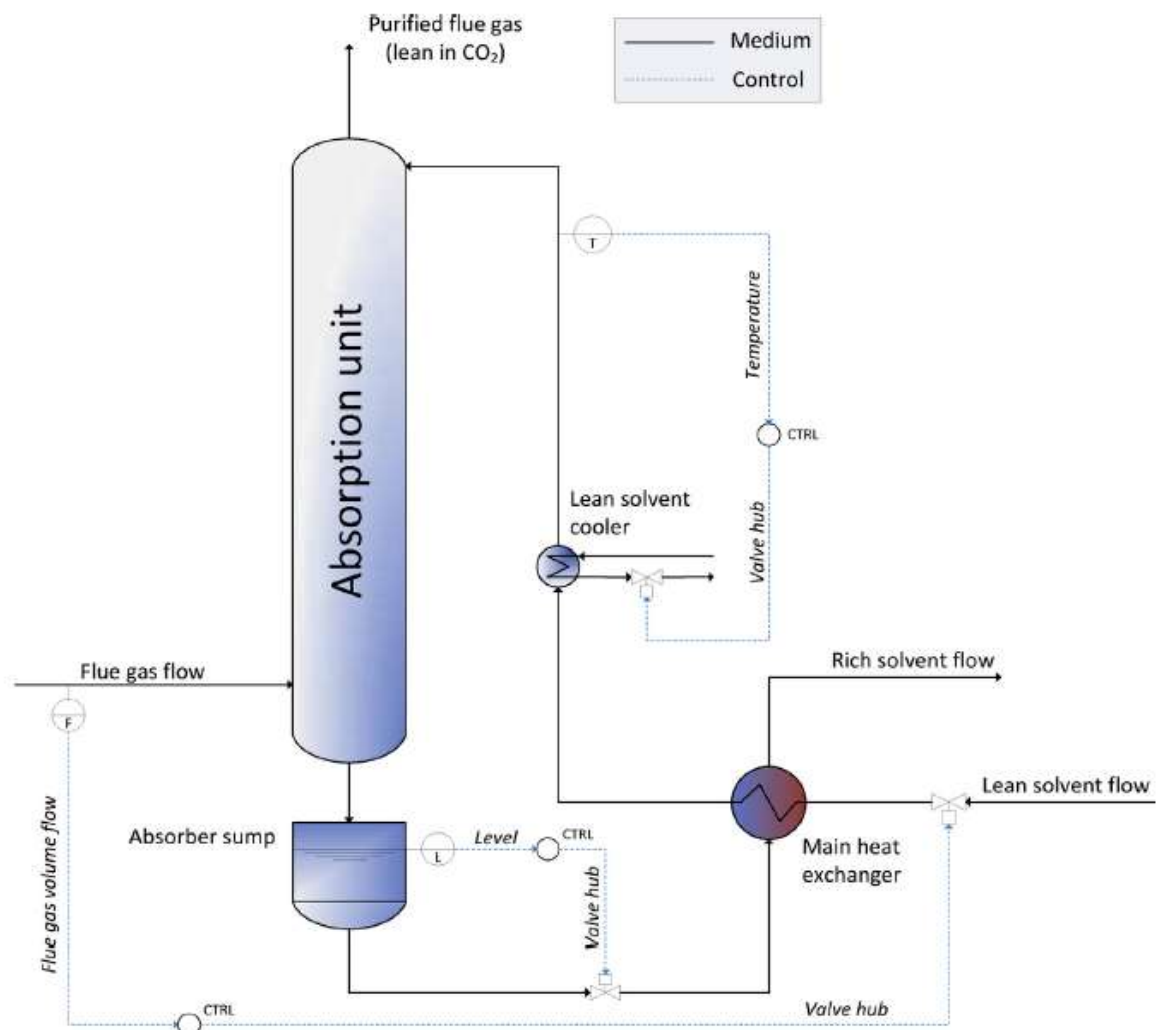 Purified flue gas
(lean in CO₂)
Medium
Control
T
Temperature
Absorption unit
CTRL
Lean solvent
cooler
Valve hub
Flue gas flow
Rich solvent flow
F
Lean solvent flow
Absorber sump
Level
L
CTRL
Main heat
exchanger
Flue gas volume flow
Valve hub
CTRL
Valve hub